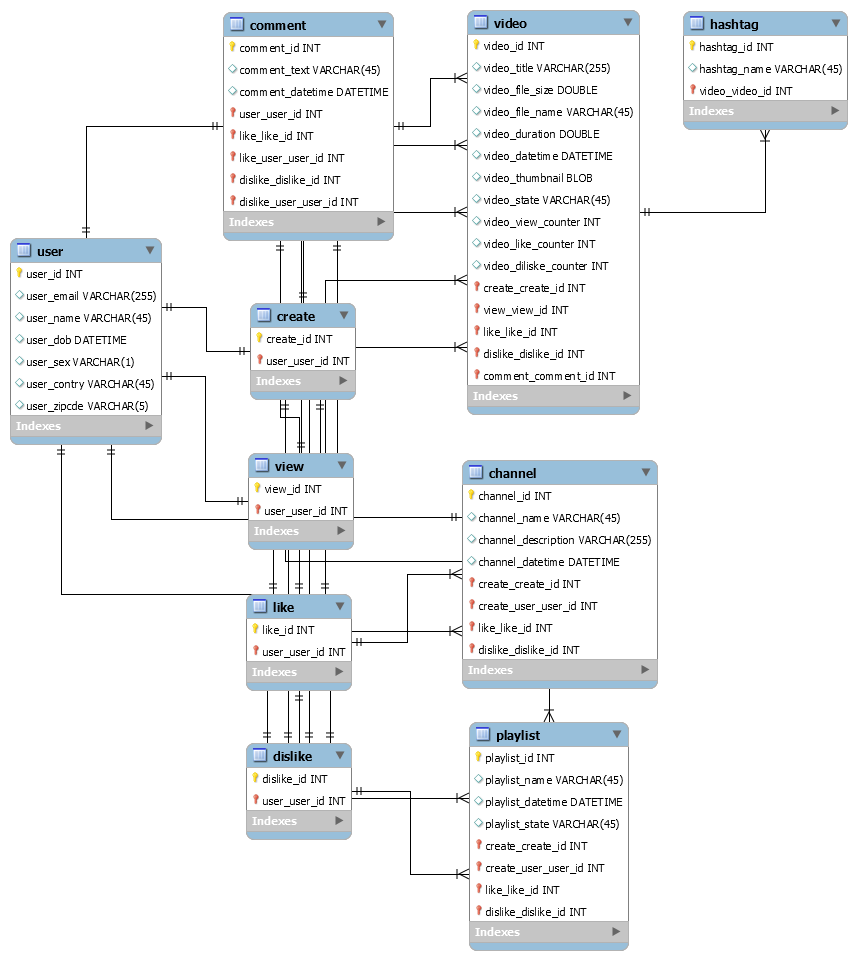 comment
comment_id INT
comment_text VARCHAR(45)
comment_datetime DATETIME
user_user_id INT
like_like_id INT
like_user_user_id INT
dislike_dislike_id INT
dislike_user_user_id INT
Indexes
video
video_id INT
video_title VARCHAR(255)
video_file_size DOUBLE
video_file_name VARCHAR(45)
video_duration DOUBLE
video_datetime DATETIME
video_thumbnail BLOB
video_state VARCHAR(45)
video_view_counter INT
video_like_counter INT
video_diliske_counter INT
create_create_id INT
view_view_id INT
like_like_id INT
dislike_dislike_id INT
comment_comment_id INT
Indexes
hashtag
hashtag_id INT
hashtag_name VARCHAR(45)
video_video_id INT
Indexes
user
user_id INT
user_email VARCHAR(255)
user_name VARCHAR(45)
user_dob DATETIME
user_sex VARCHAR(1)
user_contry VARCHAR(45)
user_zipcde VARCHAR(5)
Indexes
create
create_id INT
user_user_id INT
Indexes
view
view_id INT
user_user_id INT
Indexes
like
like_id INT
user_user_id INT
Indexes
dislike
dislike_id INT
user_user_id INT
Indexes
channel
channel_id INT
channel_name VARCHAR(45)
channel_description VARCHAR(255)
channel_datetime DATETIME
create_create_id INT
create_user_user_id INT
like_like_id INT
dislike_dislike_id INT
Indexes
playlist
playlist_id INT
playlist_name VARCHAR(45)
playlist_datetime DATETIME
playlist_state VARCHAR(45)
create_create_id INT
create_user_user_id INT
like_like_id INT
dislike_dislike_id INT
Indexes